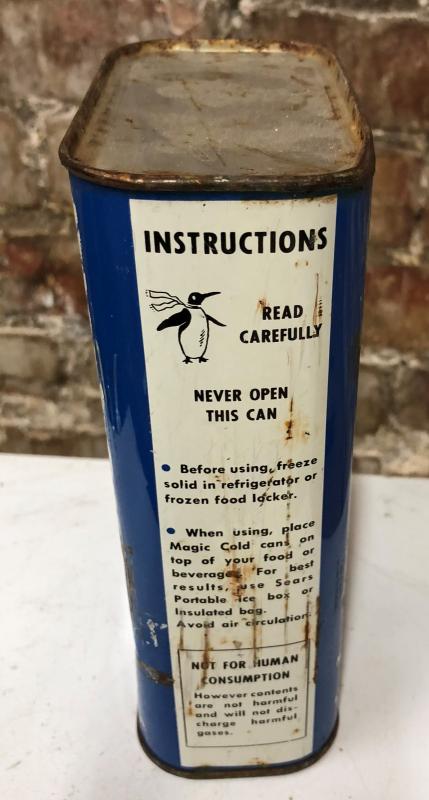 INSTRUCTIONS
READ
CAREFULLY
NEVER OPEN
THIS CAN
• Before using, freeze
solid in refrigerator or
frozen food locker.
• When using, place
Magic Cold cans on
top of your food or
beverages. For best
results, use Sears
Portable ice box or
Insulated bag.
Avoid air circulation.
NOT FOR HUMAN
CONSUMPTION
However contents
are not harmful
and will not dis-
charge harmful
gases.